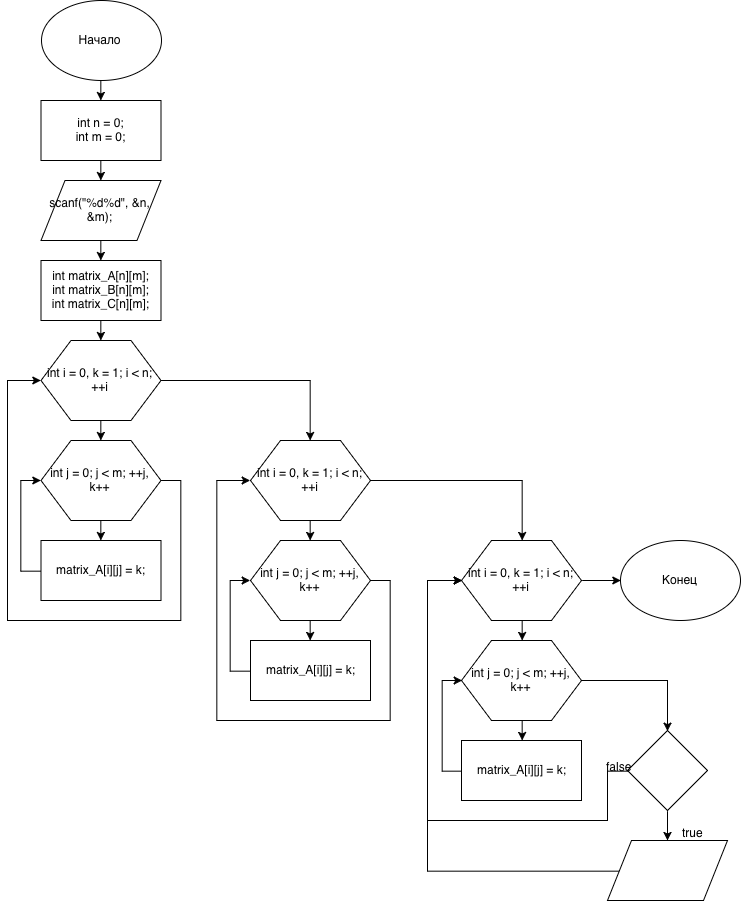 Начало
int n = 0;
int m = 0;
scanf("%d%d", &n,
&m);
int matrix_A[n][m];
int matrix_B[n][m];
int matrix_C[n][m];
int i = 0, k = 1; i < n;
++i
int j = 0; j < m; ++j,
k++
matrix_A[i][j] = k;
int i = 0, k = 1; i < n;
++i
int j = 0; j < m; ++j,
k++
matrix_A[i][j] = k;
int i = 0, k = 1; i < n;
++i
Конец
int j = 0; j < m; ++j,
k++
matrix_A[i][j] = k;
false
true